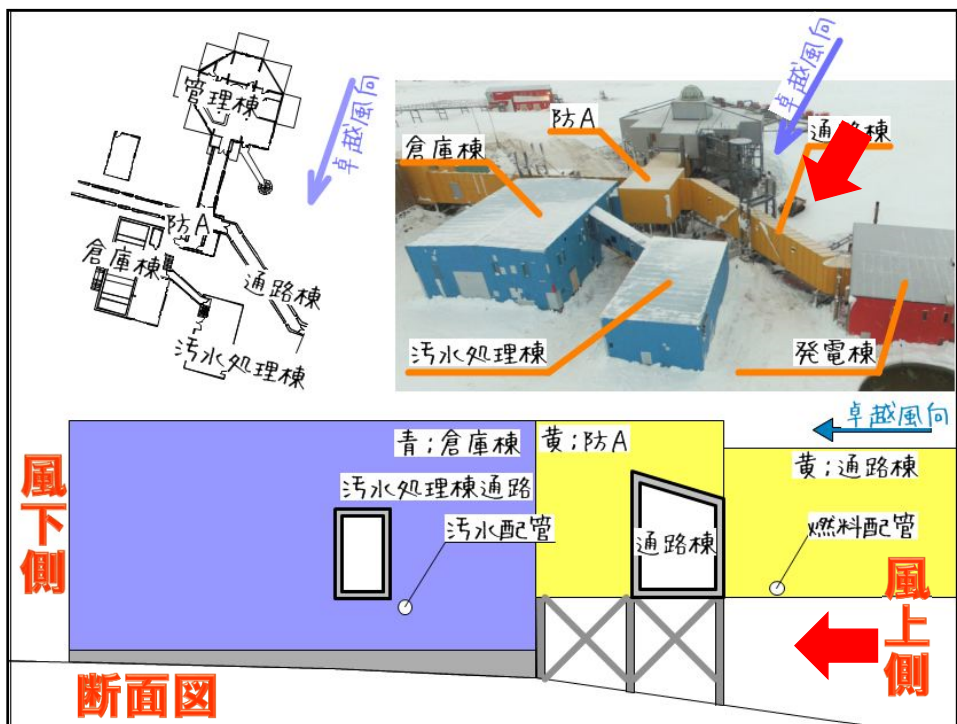 管理棟
卓越風向
防A
倉庫棟
通路棟
汚水処理棟
卓越風向
防A
通路棟
倉庫棟
汚水処理棟
発電棟
卓越風向
青;倉庫棟
黄;防A
黄;通路棟
汚水処理棟通路
汚水配管
通路棟
燃料配管
風下側
風上側
断面図